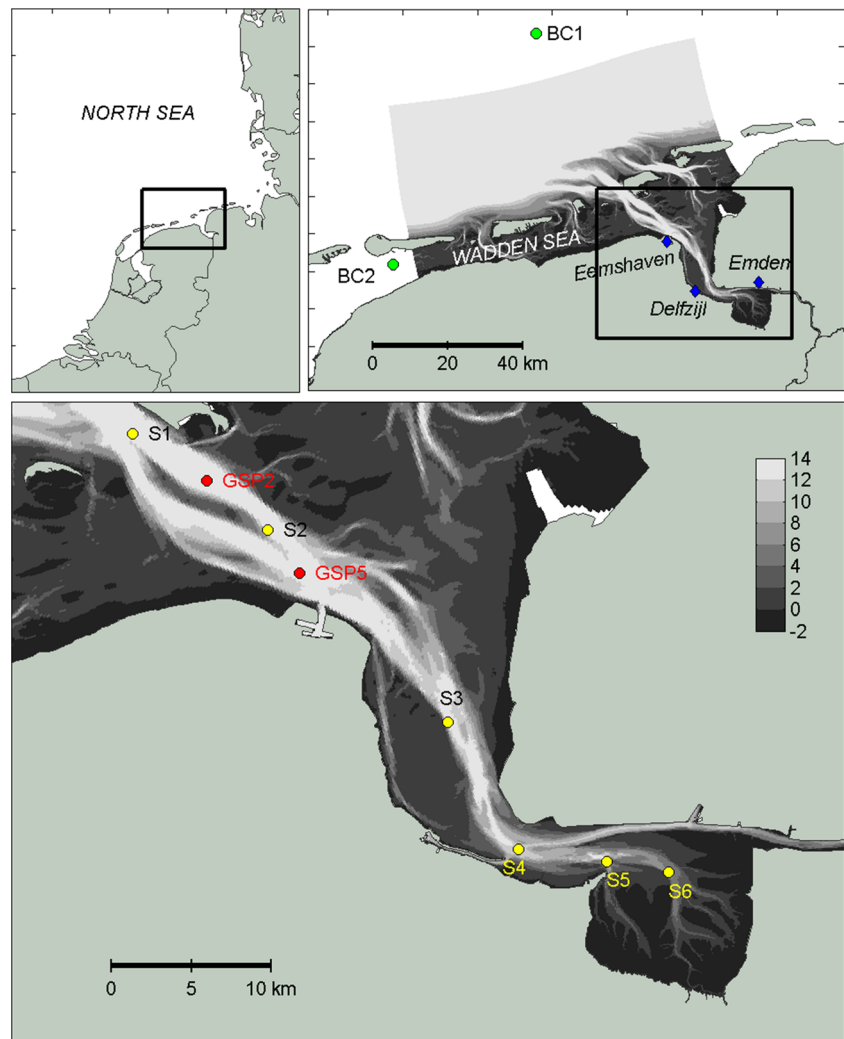 NORTH SEA
BC1
WADDEN SEA
BC2
Eemshaven
Emden
Delfzijl
0 20 40 km
S1
GSP2
S2
GSP5
S3
S4
S5
S6
14
12
10
8
6
4
2
0
-2
0 5 10 km